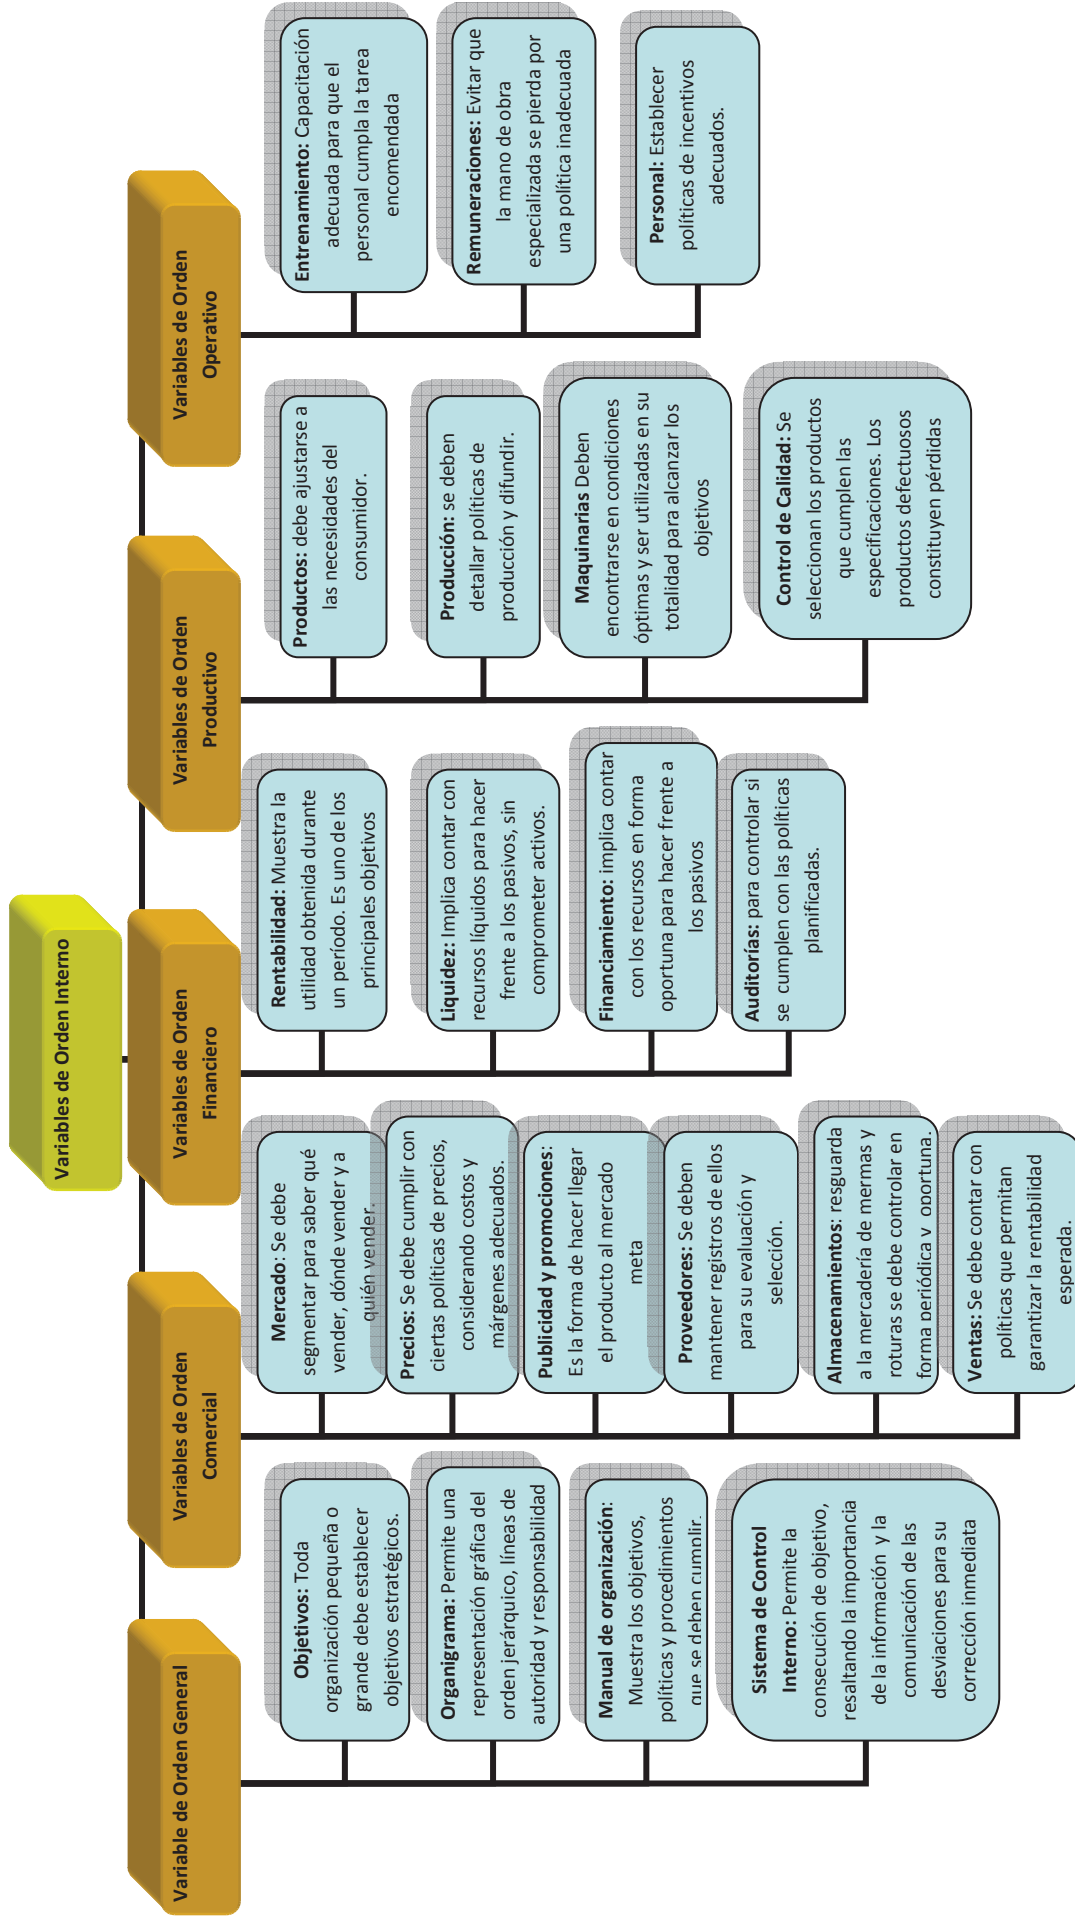 Variables de Orden Interno
Variable de Orden General
Objetivos: Toda
organización pequeña o
grande debe establecer
objetivos estratégicos.
Organigrama: Permite una
representación gráfica del
orden jerárquico, líneas de
autoridad y responsabilidad
Manual de organización:
Muestra los objetivos,
políticas y procedimientos
que se deben cumplir.
Sistema de Control
Interno: Permite la
consecución de objetivo,
resaltando la importancia
de la información y la
comunicación de las
desviaciones para su
corrección inmediata
Variables de Orden
Comercial
Mercado: Se debe
segmentar para saber qué
vender, dónde vender y a
quién vender.
Precios: Se debe cumplir con
ciertas políticas de precios,
considerando costos y
márgenes adecuados.
Publicidad y promociones:
Es la forma de hacer llegar
el producto al mercado
meta
Proveedores: Se deben
mantener registros de ellos
para su evaluación y
selección.
Almacenamientos: resguarda
a la mercadería de mermas y
roturas se debe controlar en
forma periódica y oportuna.
Ventas: Se debe contar con
políticas que permitan
garantizar la rentabilidad
esperada.
Variables de Orden
Financiero
Rentabilidad: Muestra la
utilidad obtenida durante
un período. Es uno de los
principales objetivos
Liquidez: Implica contar con
recursos líquidos para hacer
frente a los pasivos, sin
comprometer activos.
Financiamiento: implica contar
con los recursos en forma
oportuna para hacer frente a
los pasivos
Auditorías: para controlar si
se cumplen con las políticas
planificadas.
Variables de Orden
Productivo
Productos: debe ajustarse a
las necesidades del
consumidor.
Producción: se deben
detallar políticas de
producción y difundir.
Maquinarias Deben
encontrarse en condiciones
óptimas y ser utilizadas en su
totalidad para alcanzar los
objetivos
Control de Calidad: Se
seleccionan los productos
que cumplen las
especificaciones. Los
productos defectuosos
constituyen pérdidas
Variables de Orden
Operativo
Entrenamiento: Capacitación
adecuada para que el
personal cumpla la tarea
encomendada
Remuneraciones: Evitar que
la mano de obra
especializada se pierda por
una política inadecuada
Personal: Establecer
políticas de incentivos
adecuados.